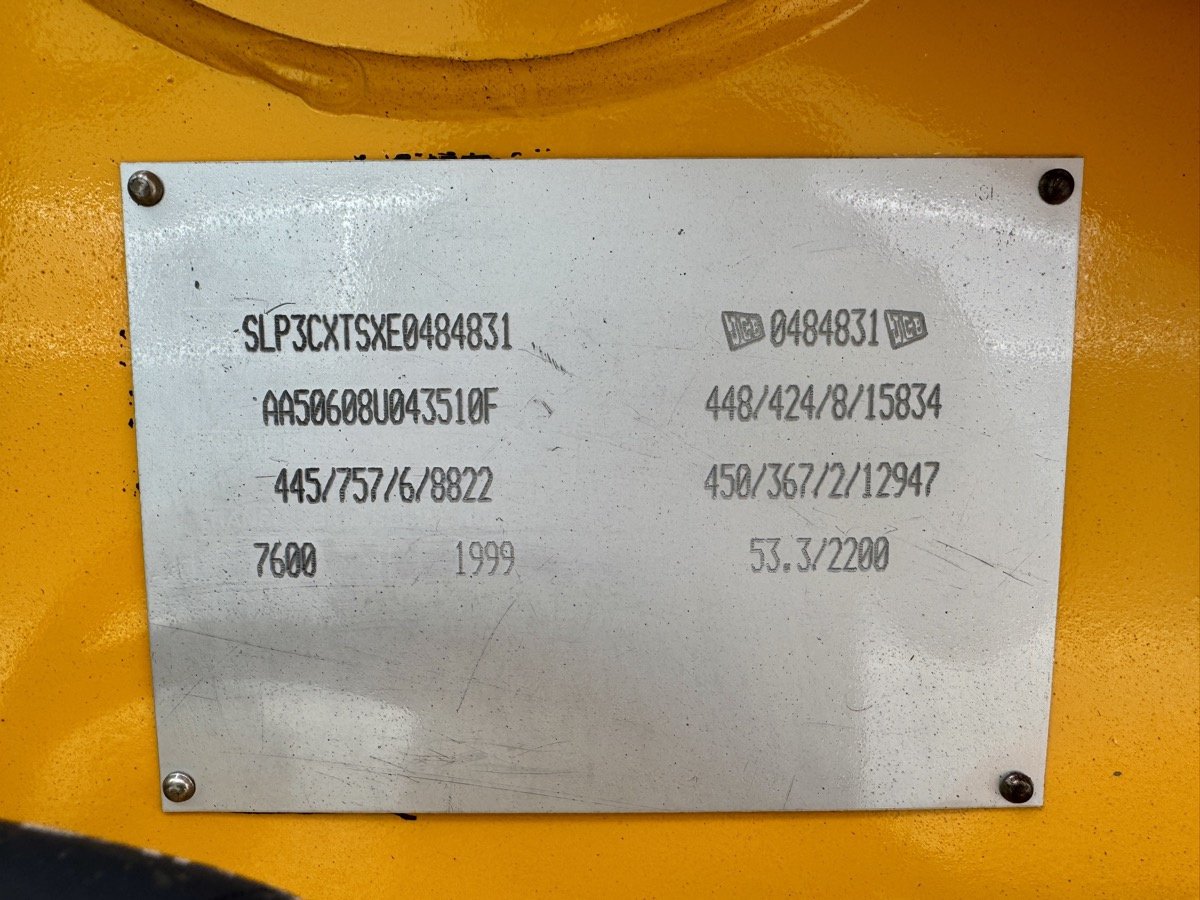 SL
SLP3CXTSXE0484831 JCB 0484831 JCB
AA50608U043510F 448/424/8/15834
445/757/6/8822 450/367/2/12947
7600 1999 53.3/2200